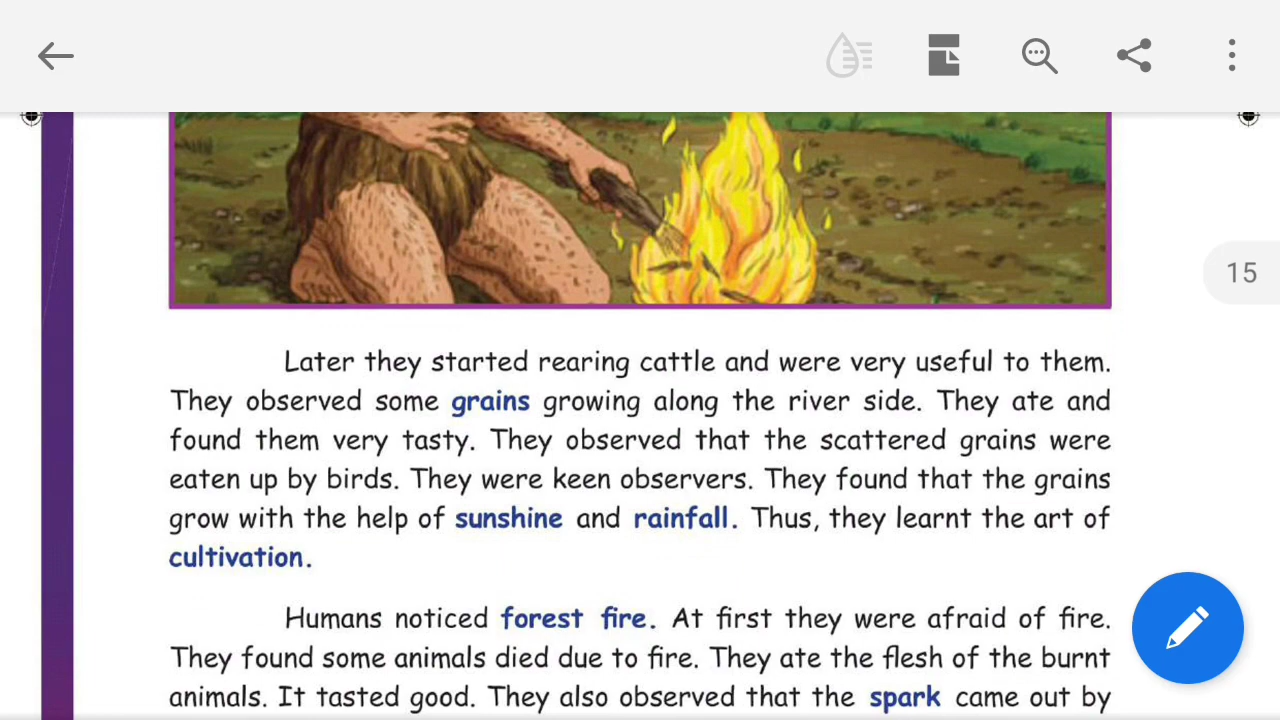 15
Later they started rearing cattle and were very useful to them.
They observed some grains growing along the river side. They ate and
found them very tasty. They observed that the scattered grains were
eaten up by birds. They were keen observers. They found that the grains
grow with the help of sunshine and rainfall. Thus, they learnt the art of
cultivation.
Humans noticed forest fire. At first they were afraid of fire.
They found some animals died due to fire. They ate the flesh of the burnt
animals. It tasted good. They also observed that the spark came out by